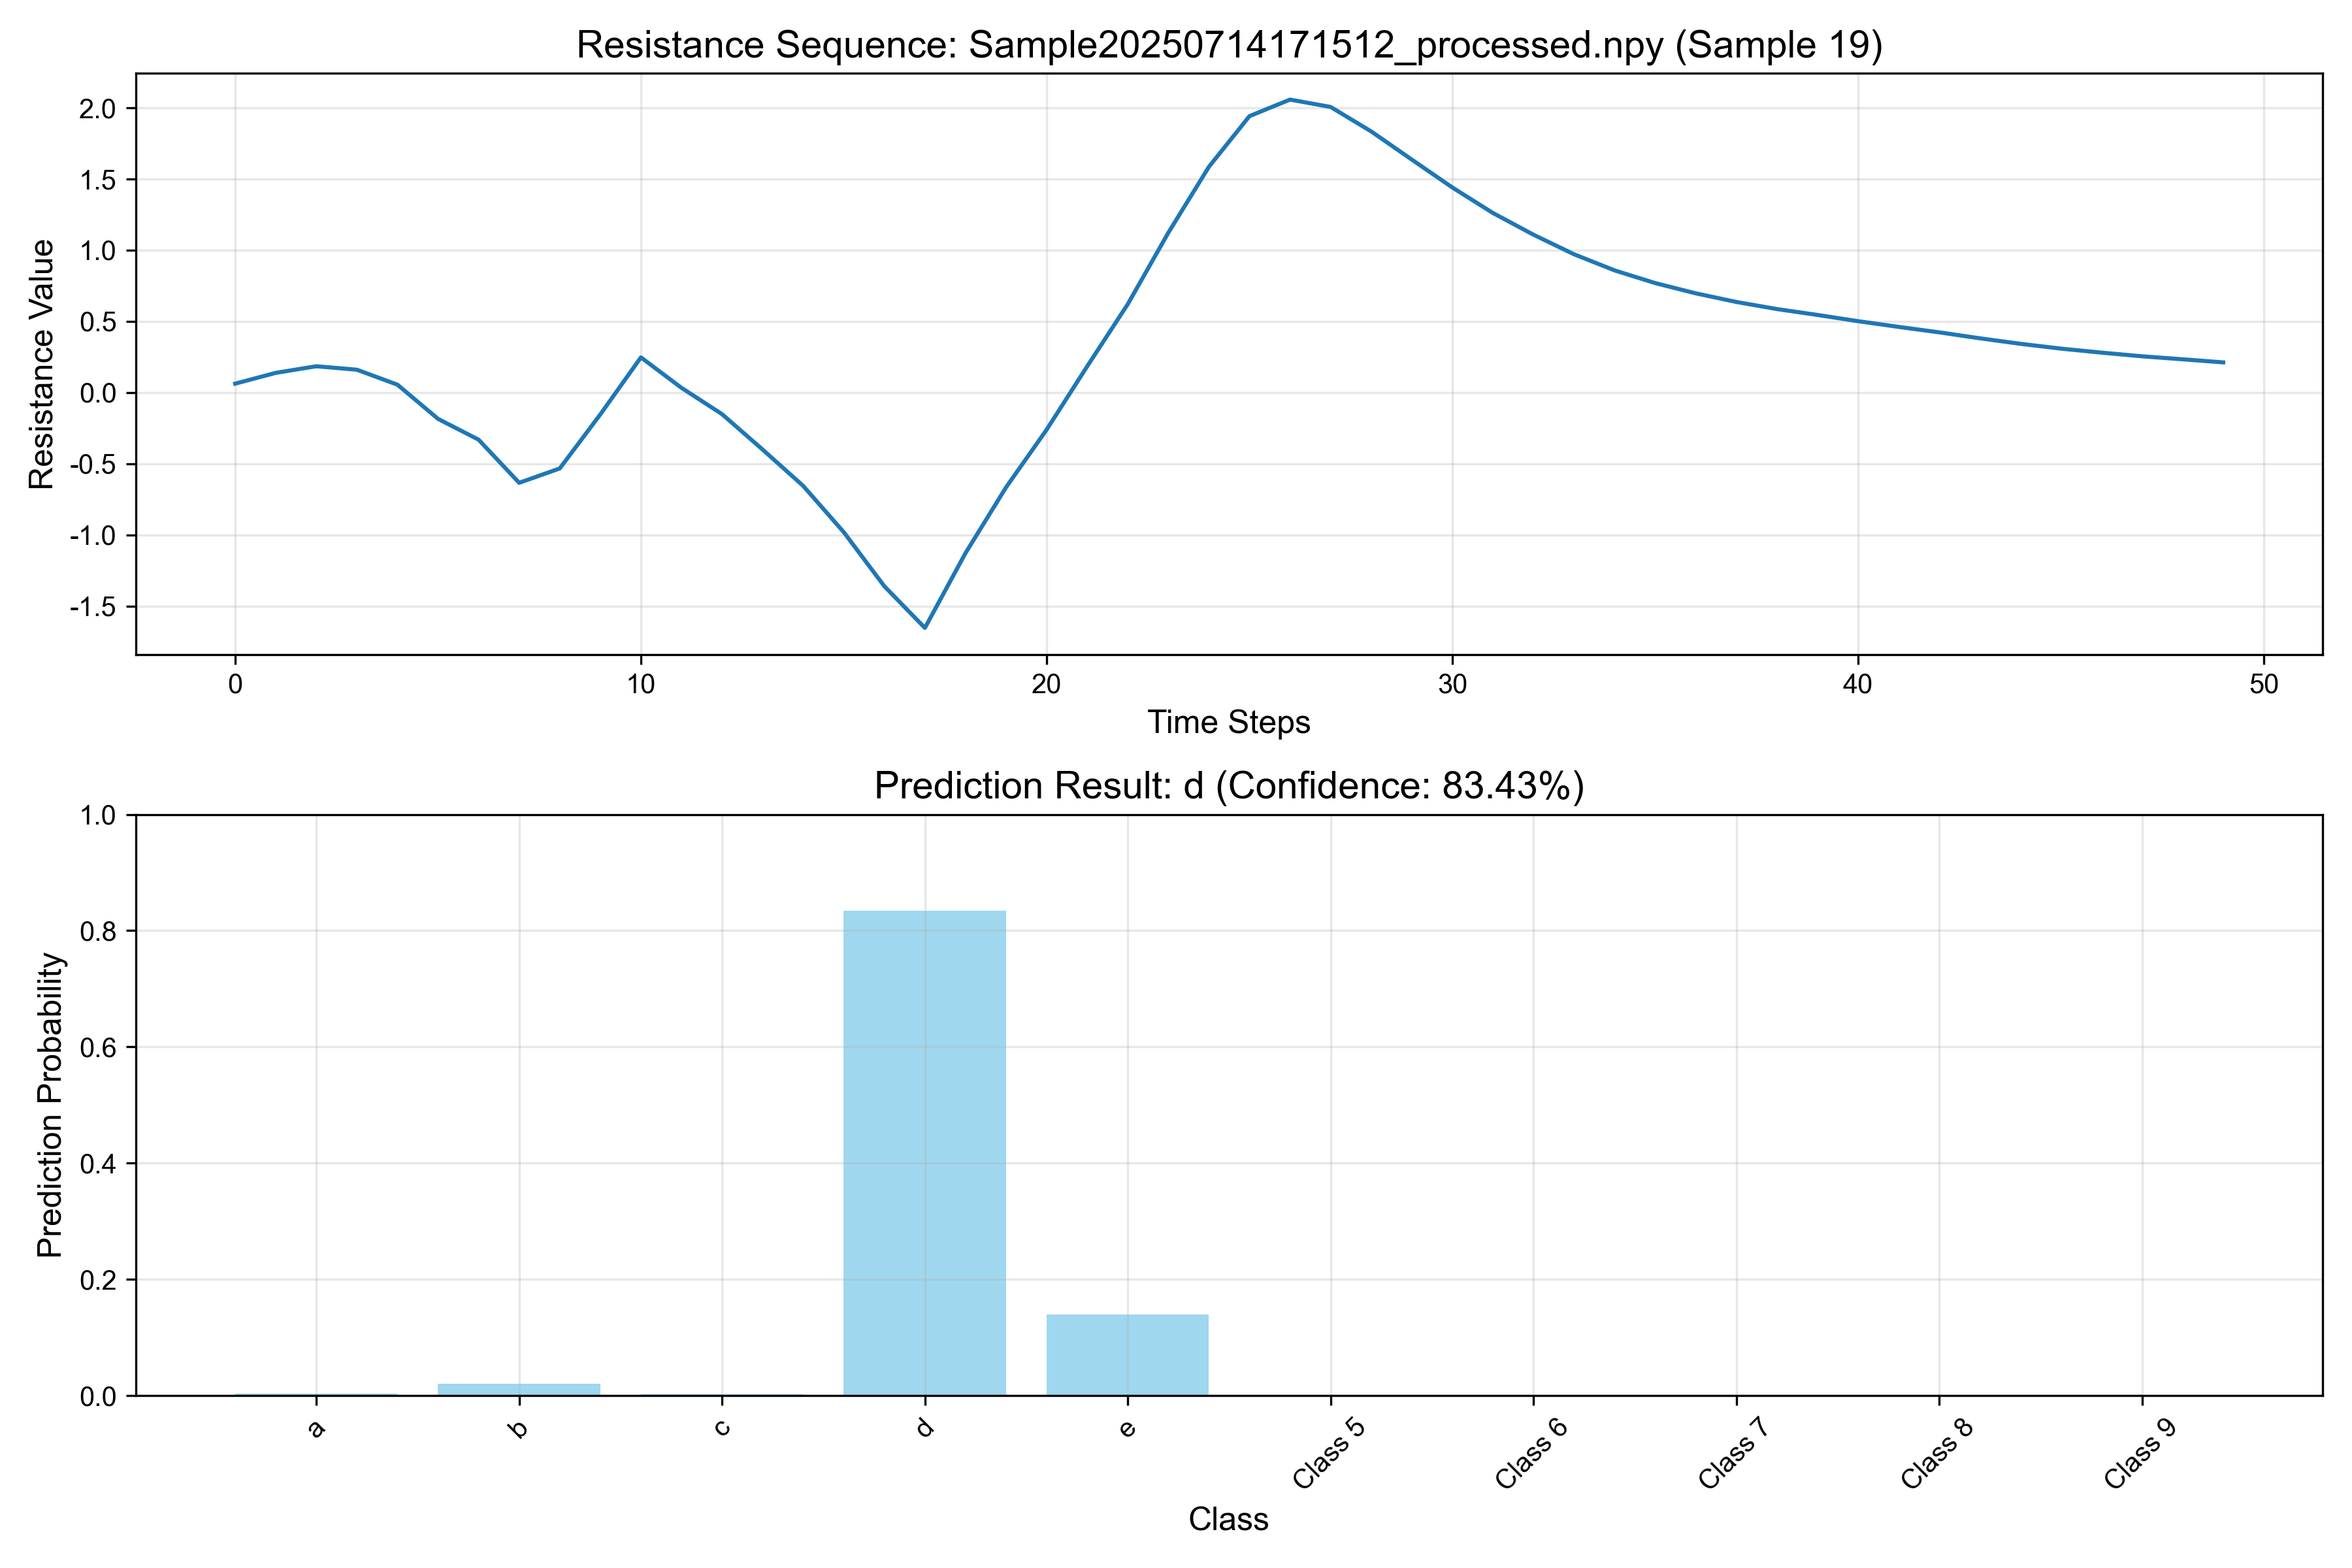 Resistance Sequence: Sample20250714171512_processed.npy (Sample 19)
Resistance Value
2.0
1.5
1.0
0.5
0.0
-0.5
-1.0
-1.5
0 10 20 30 40 50
Time Steps
Prediction Result: d (Confidence: 83.43%)
Prediction Probability
1.0
0.8
0.6
0.4
0.2
0.0
a b c d e Class 5 Class 6 Class 7 Class 8 Class 9
Class